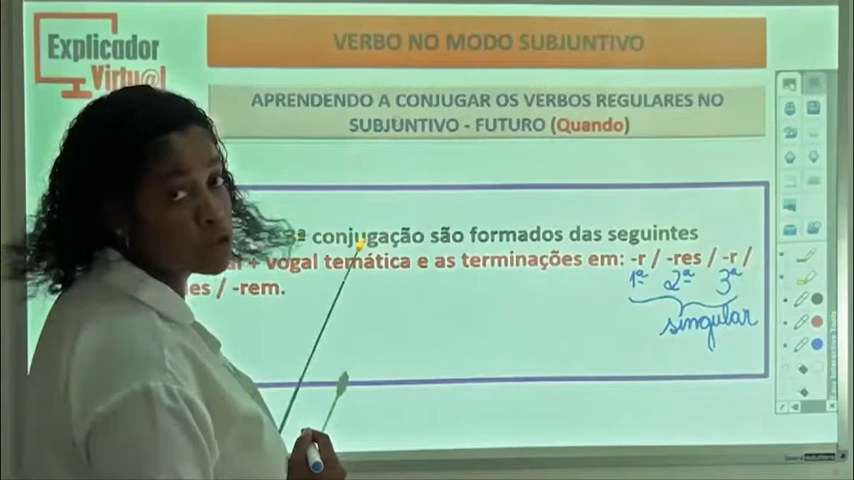 Explicador
Virtu@l
VERBO NO MODO SUBJUNTIVO
APRENDENDO A CONJUGAR OS VERBOS REGULARES NO
SUBJUNTIVO - FUTURO (Quando)
3ª conjugação são formados das seguintes
+ vogal temática e as terminações em: -r / -res / -r /
/ -rem.
1ª 2ª 3ª
singular